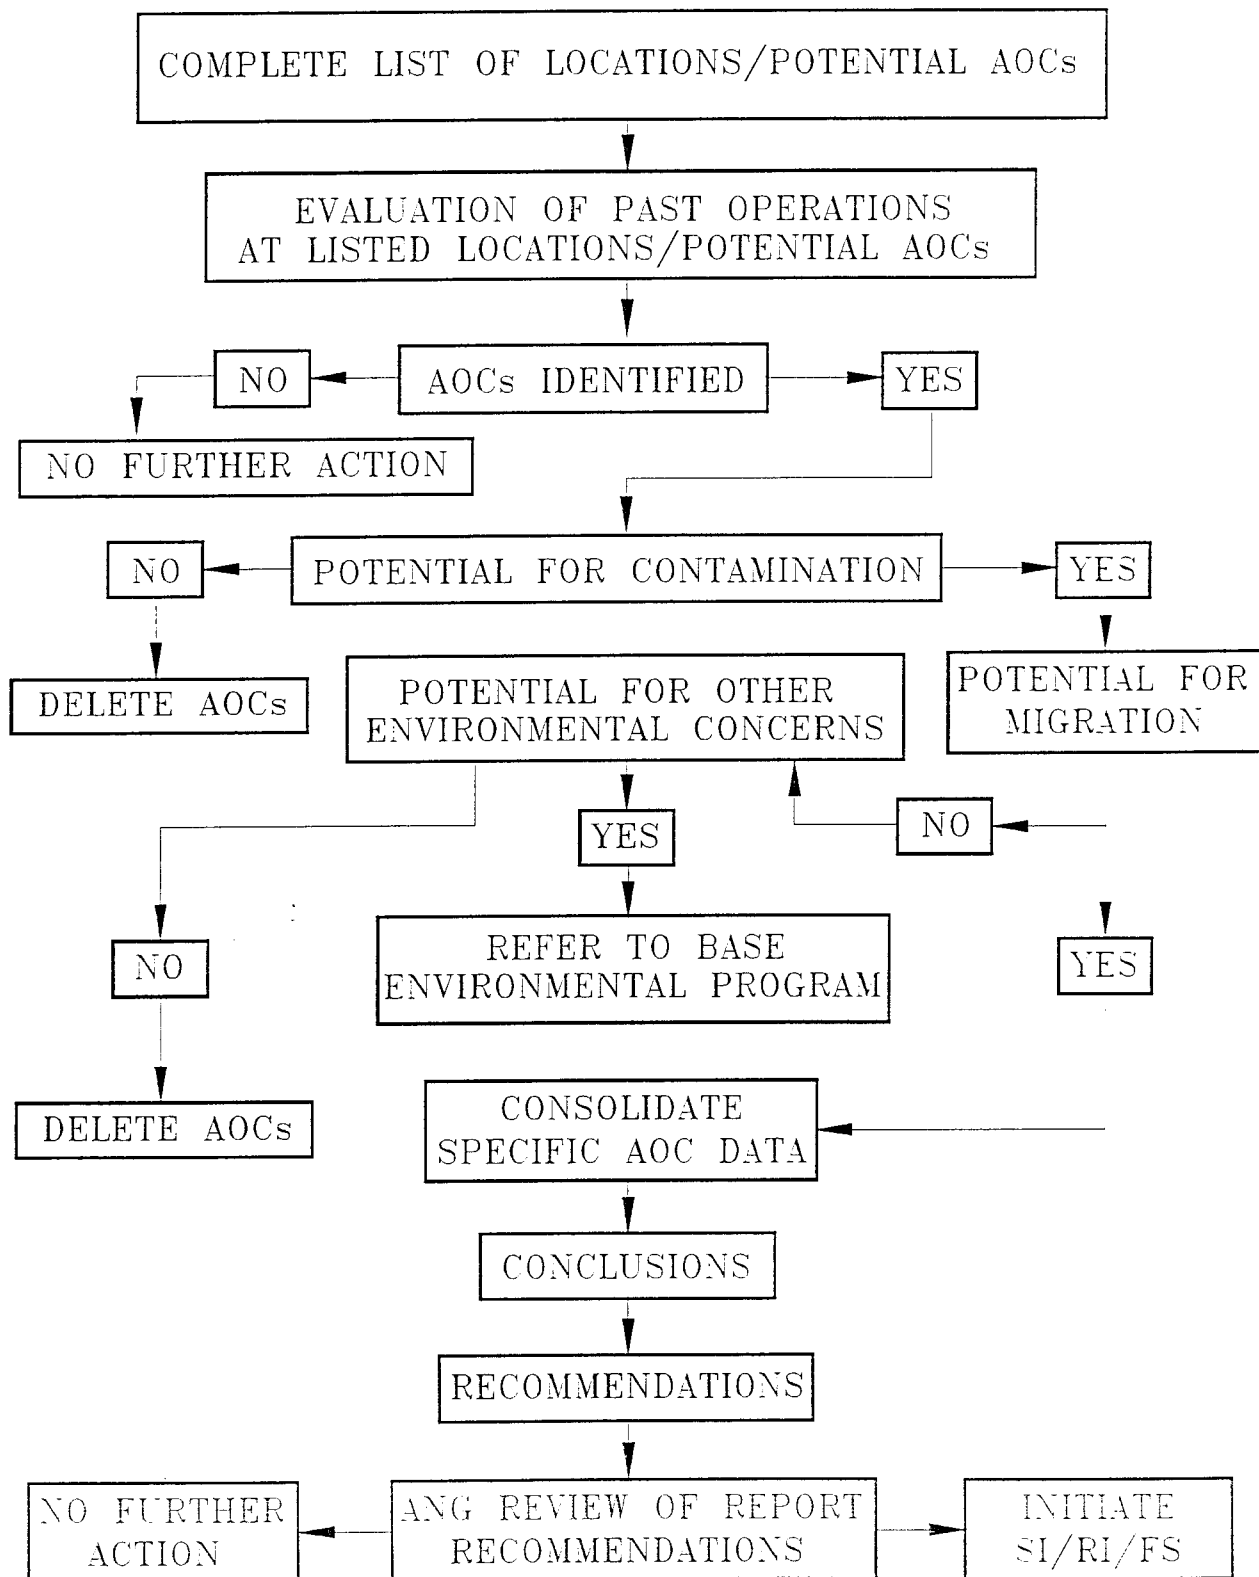 COMPLETE LIST OF LOCATIONS/POTENTIAL AOCs
EVALUATION OF PAST OPERATIONS
AT LISTED LOCATIONS/POTENTIAL AOCs
NO
AOCs IDENTIFIED
YES
NO FURTHER ACTION
NO
POTENTIAL FOR CONTAMINATION
YES
DELETE AOCs
POTENTIAL FOR OTHER
ENVIRONMENTAL CONCERNS
POTENTIAL FOR
MIGRATION
YES
NO
NO
REFER TO BASE
ENVIRONMENTAL PROGRAM
YES
DELETE AOCs
CONSOLIDATE
SPECIFIC AOC DATA
CONCLUSIONS
RECOMMENDATIONS
NO FURTHER
ACTION
ANG REVIEW OF REPORT
RECOMMENDATIONS
INITIATE
SI/RI/FS